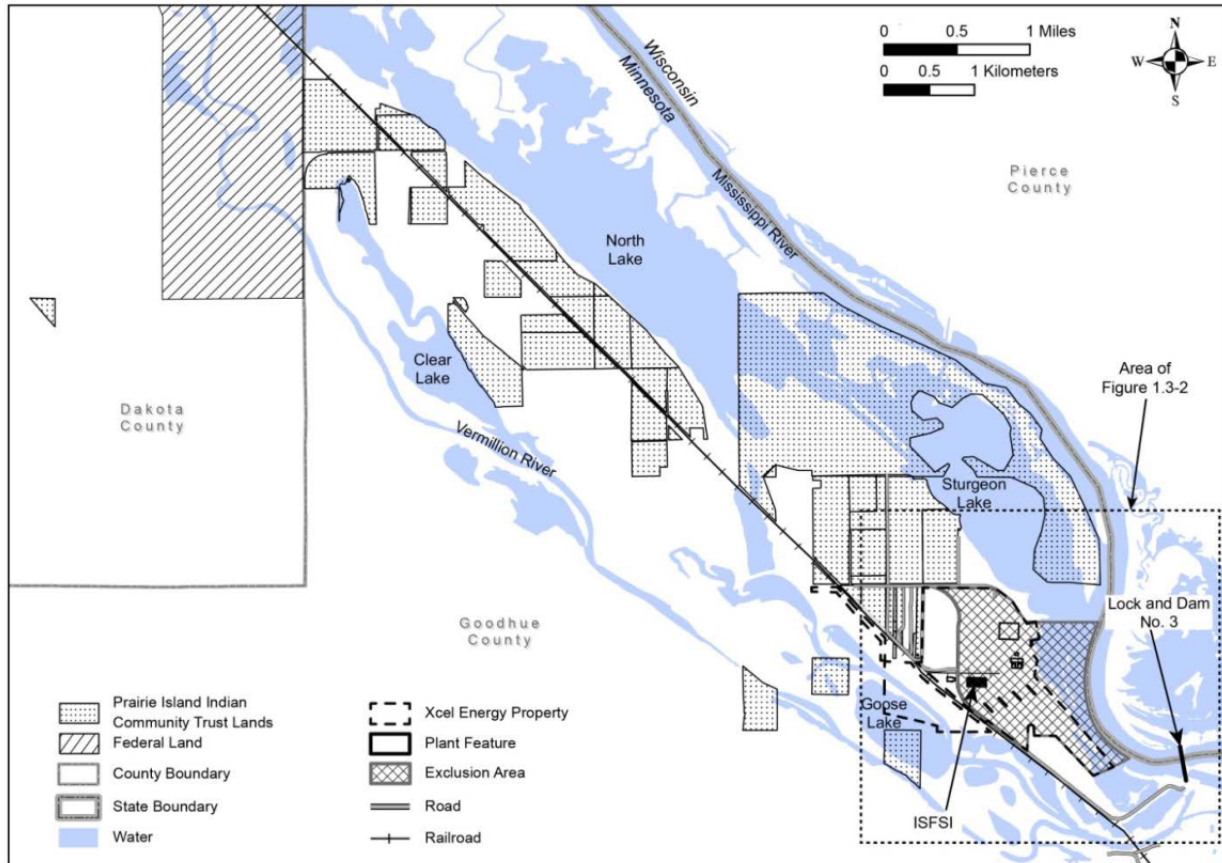 Wisconsin
Minnesota
0 0.5 1 Miles
0 0.5 1 Kilometers
N
W E
S
Pierce
County
Mississippi River
North
Lake
Area of
Figure 1.3-2
Clear
Lake
Dakota
County
Vermillion River
Sturgeon
Lake
Lock and Dam
No. 3
Goodhue
County
Goose
Lake
ISFSI
Prairie Island Indian
Community Trust Lands
Federal Land
County Boundary
State Boundary
Water
Xcel Energy Property
Plant Feature
Exclusion Area
Road
Railroad